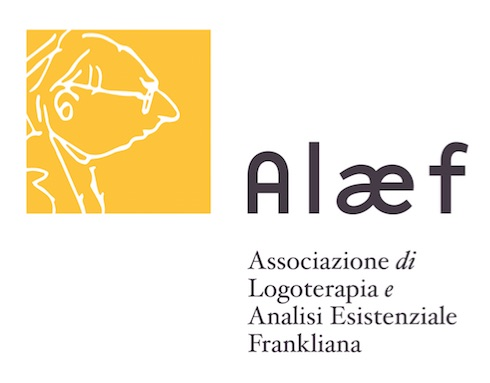 Alæf
Associazione di
Logoterapia e
Analisi Esistenziale
Frankliana